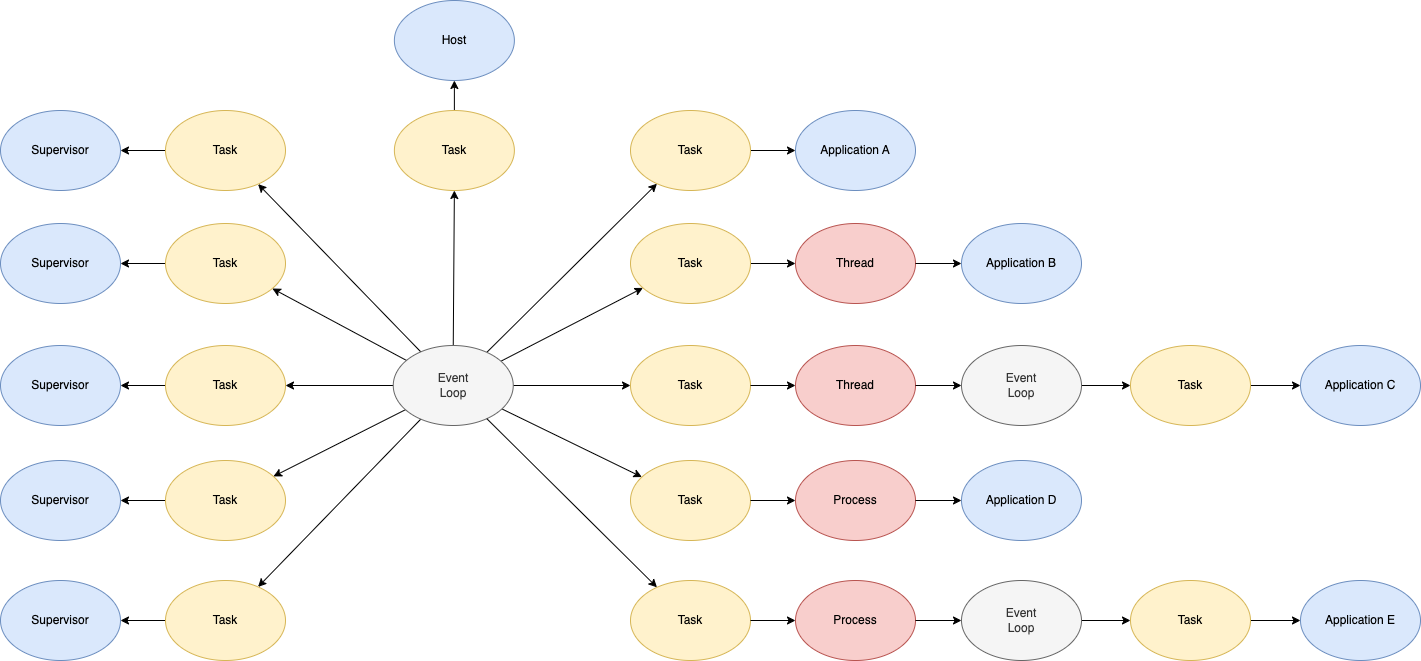 Host
Supervisor
Task
Task
Task
Application A
Supervisor
Task
Task
Thread
Application B
Supervisor
Task
Event
Loop
Task
Thread
Event
Loop
Task
Application C
Supervisor
Task
Task
Process
Application D
Supervisor
Task
Task
Process
Event
Loop
Task
Application E